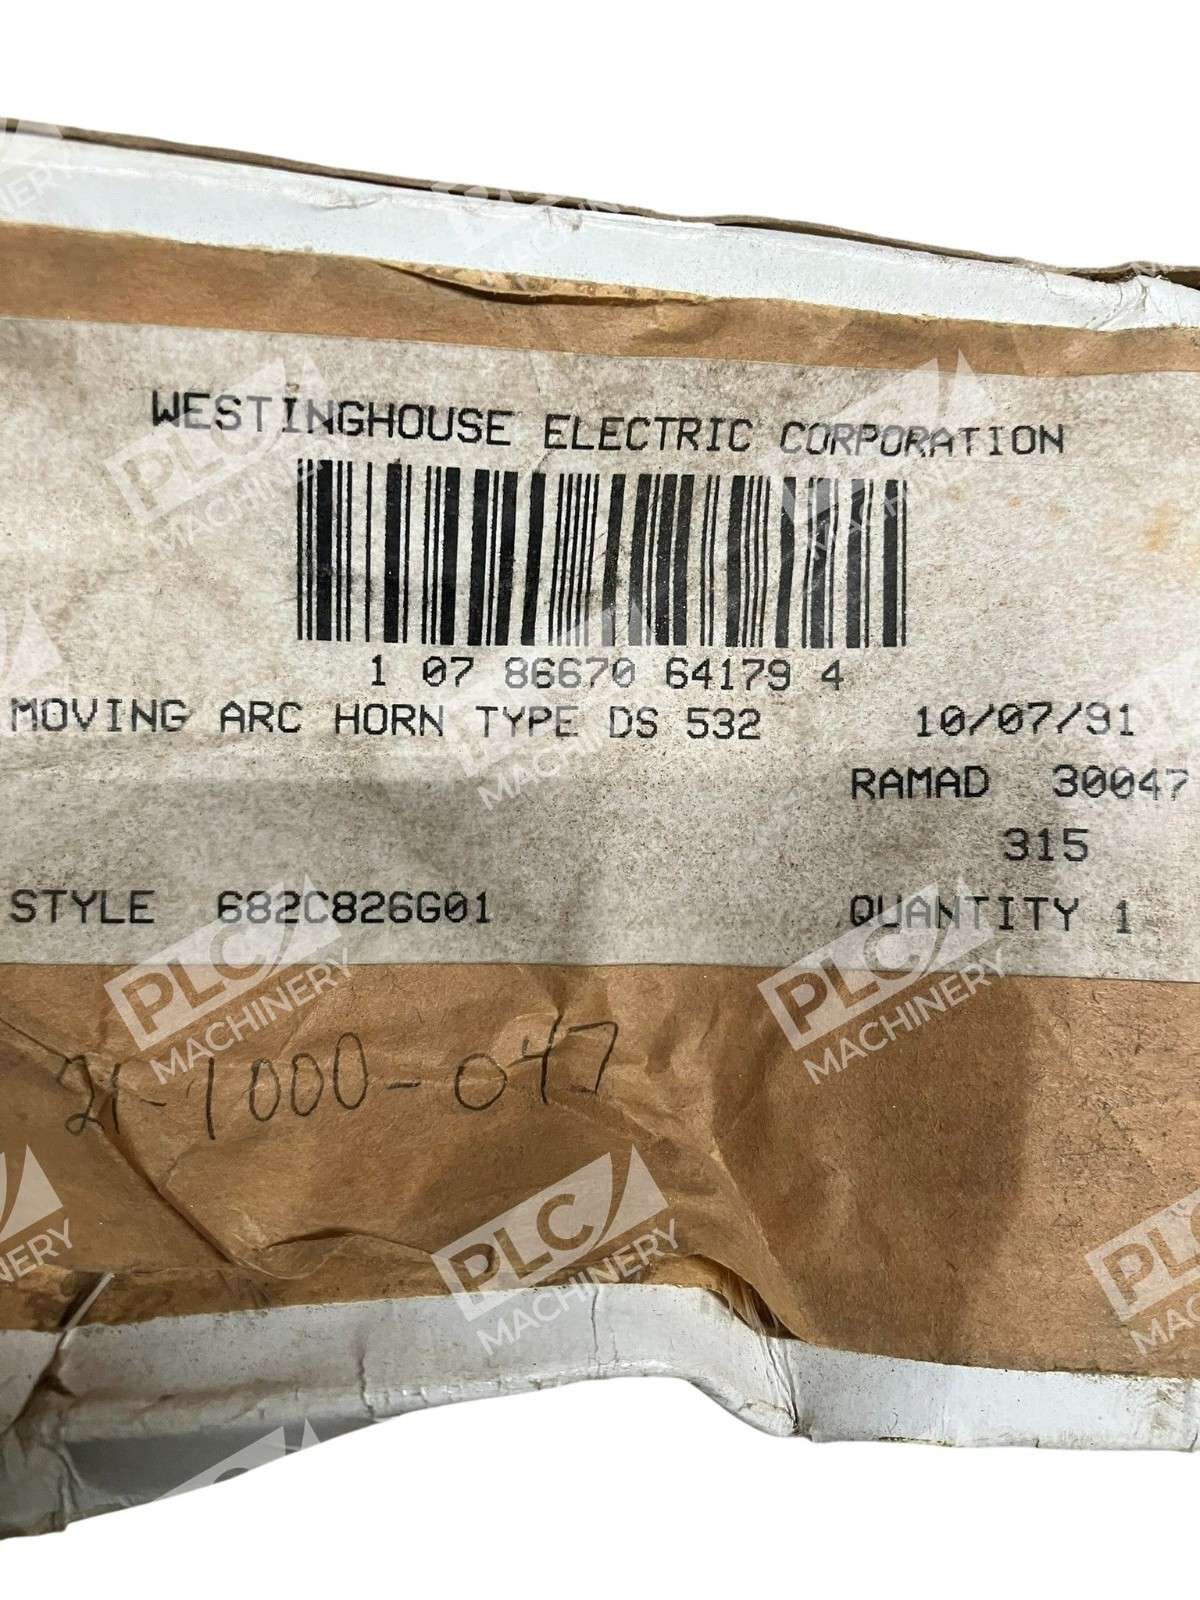 WESTINGHOUSE ELECTRIC CORPORATION
1 07 86670 64179 4
MOVING ARC HORN TYPE DS 532 10/07/91
RAMAD 30047
315
STYLE 682C826G01 QUANTITY 1
21-1000-047
PLC MACHINERY